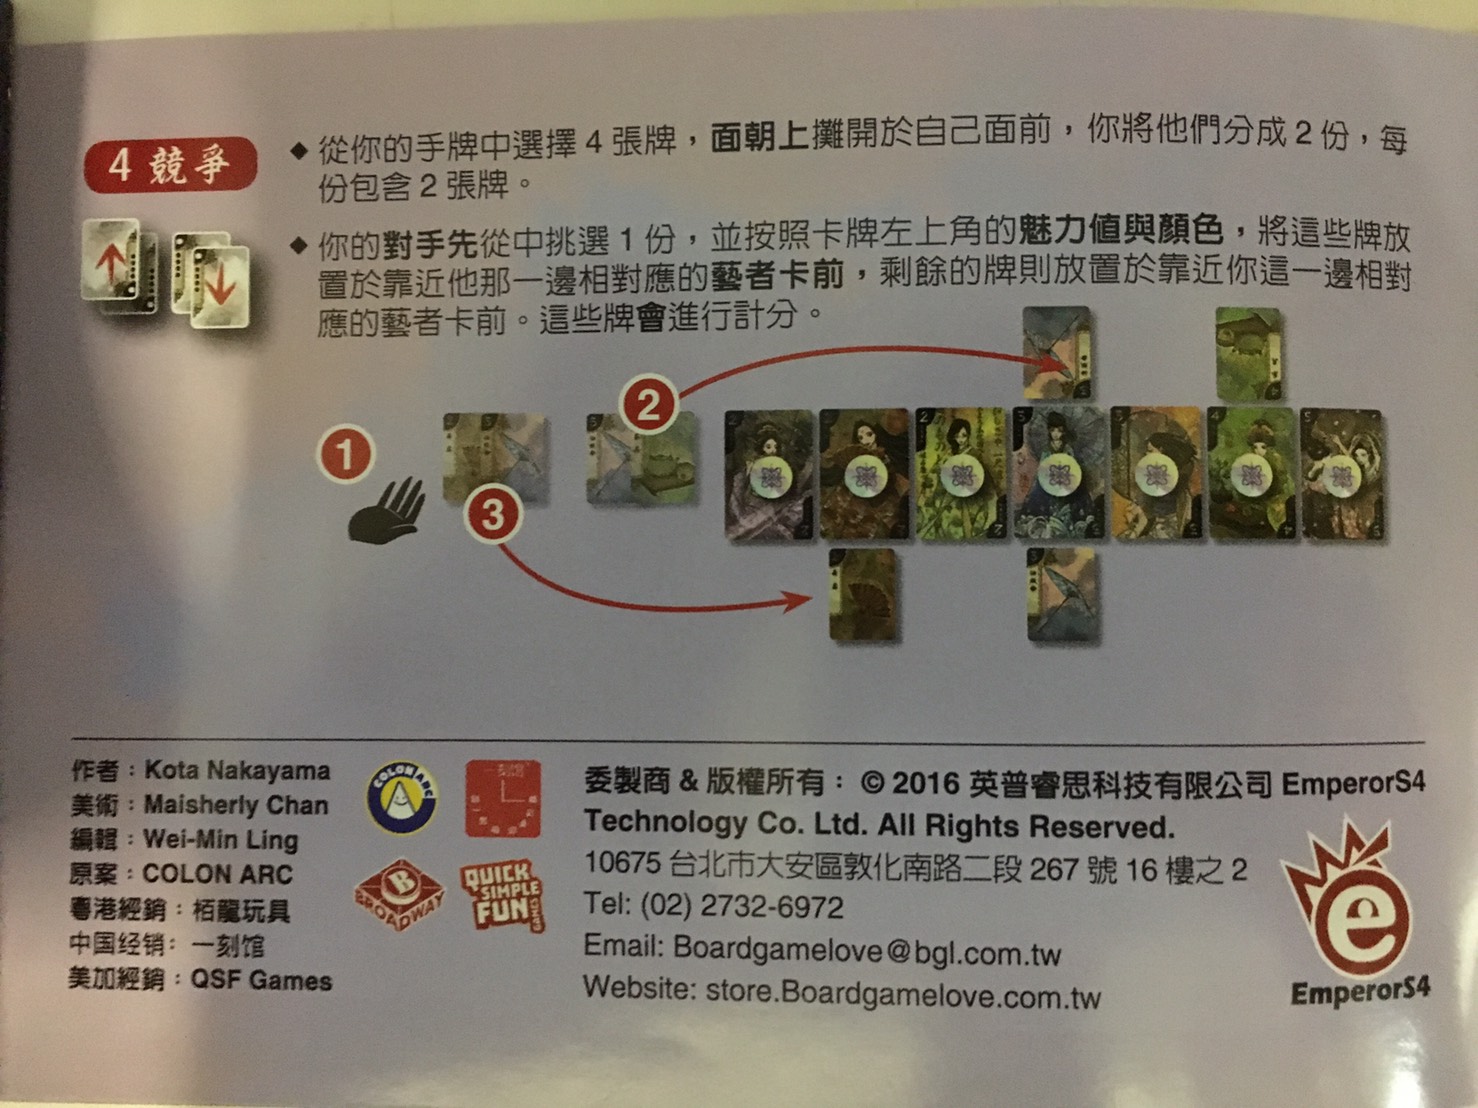 4 競爭
◆ 從你的手牌中選擇 4 張牌，面朝上攤開於自己面前，你將他們分成 2 份，每
份包含 2 張牌。
◆ 你的對手先從中挑選 1 份，並按照卡牌左上角的魅力值與顏色，將這些牌放
置於靠近他那一邊相對應的藝者卡前，剩餘的牌則放置於靠近你這一邊相對
應的藝者卡前。這些牌會進行計分。
1
2
3
2
2
3
3
4
5
作者：Kota Nakayama
美術：Maisherly Chan
編輯：Wei-Min Ling
原案：COLON ARC
粵港經銷：栢龍玩具
中国经销：一刻馆
美加經銷：QSF Games
COLON ARC
B
BROADWAY
QUICK
SIMPLE
FUN
GAMES
委製商 & 版權所有：© 2016 英普睿思科技有限公司 EmperorS4
Technology Co. Ltd. All Rights Reserved.
10675 台北市大安區敦化南路二段 267 號 16 樓之 2
Tel: (02) 2732-6972
Email: Boardgamelove@bgl.com.tw
Website: store.Boardgamelove.com.tw
e
EmperorS4